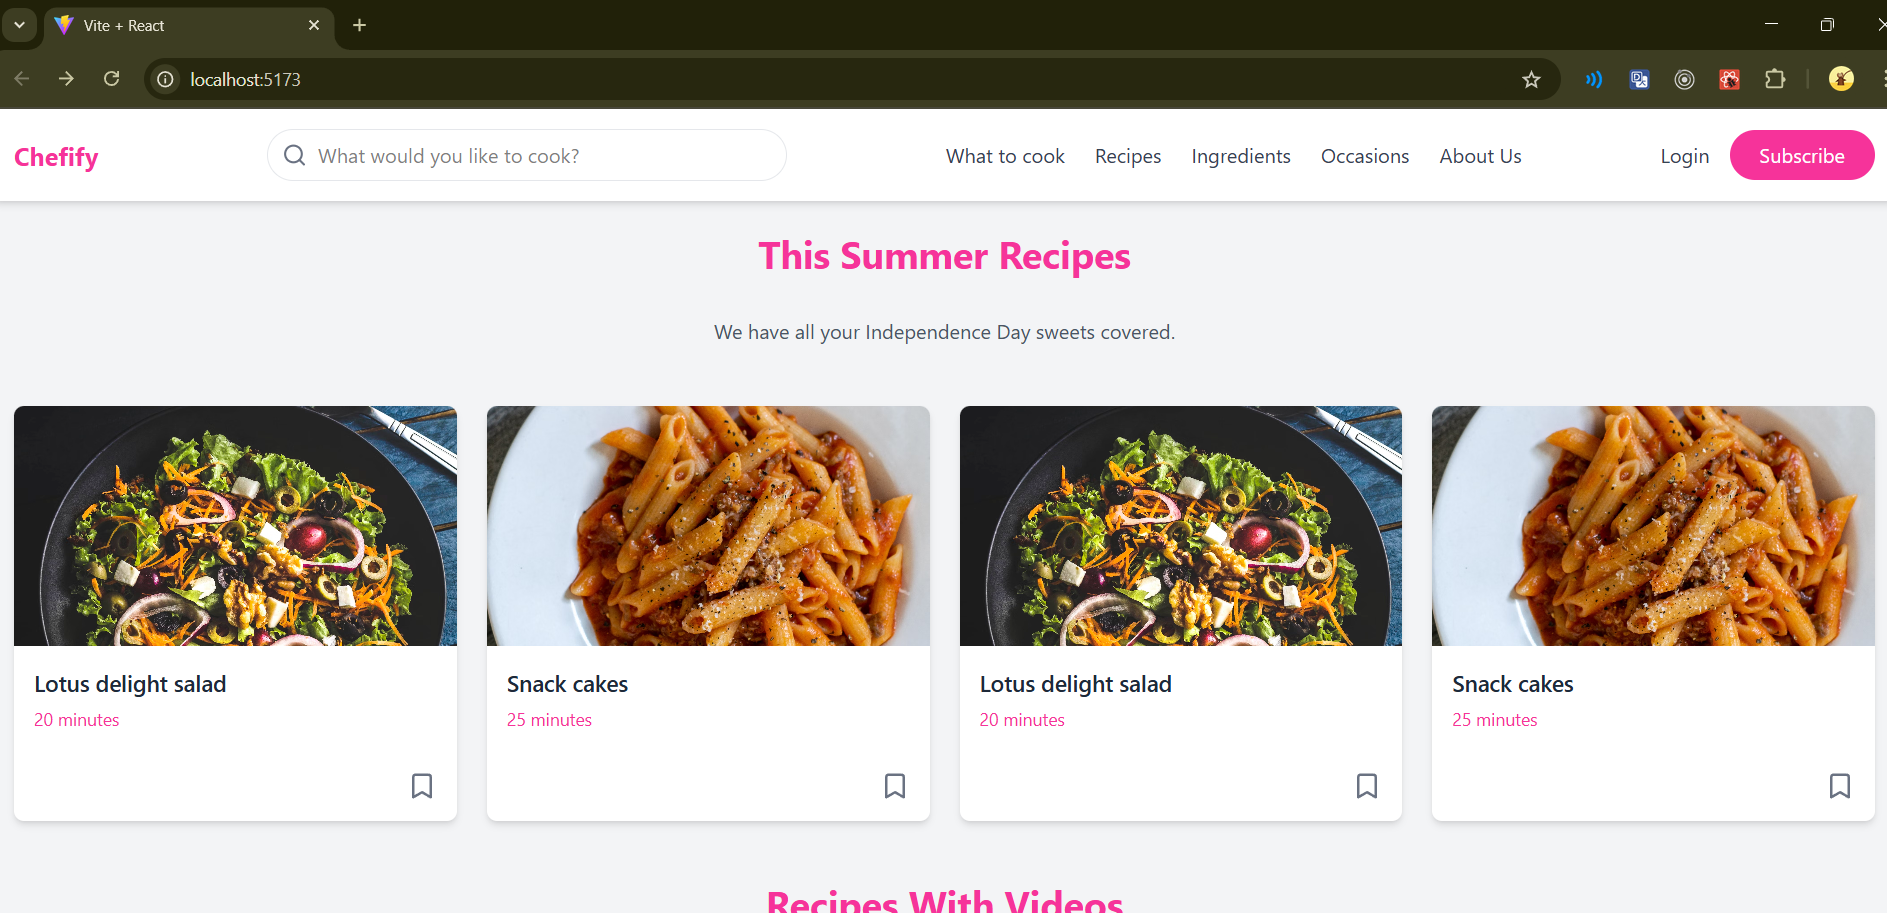 Vite + React
localhost:5173
Chefify
What would you like to cook?
What to cook
Recipes
Ingredients
Occasions
About Us
Login
Subscribe
This Summer Recipes
We have all your Independence Day sweets covered.
Lotus delight salad
20 minutes
Snack cakes
25 minutes
Lotus delight salad
20 minutes
Snack cakes
25 minutes
Recipes With Videos